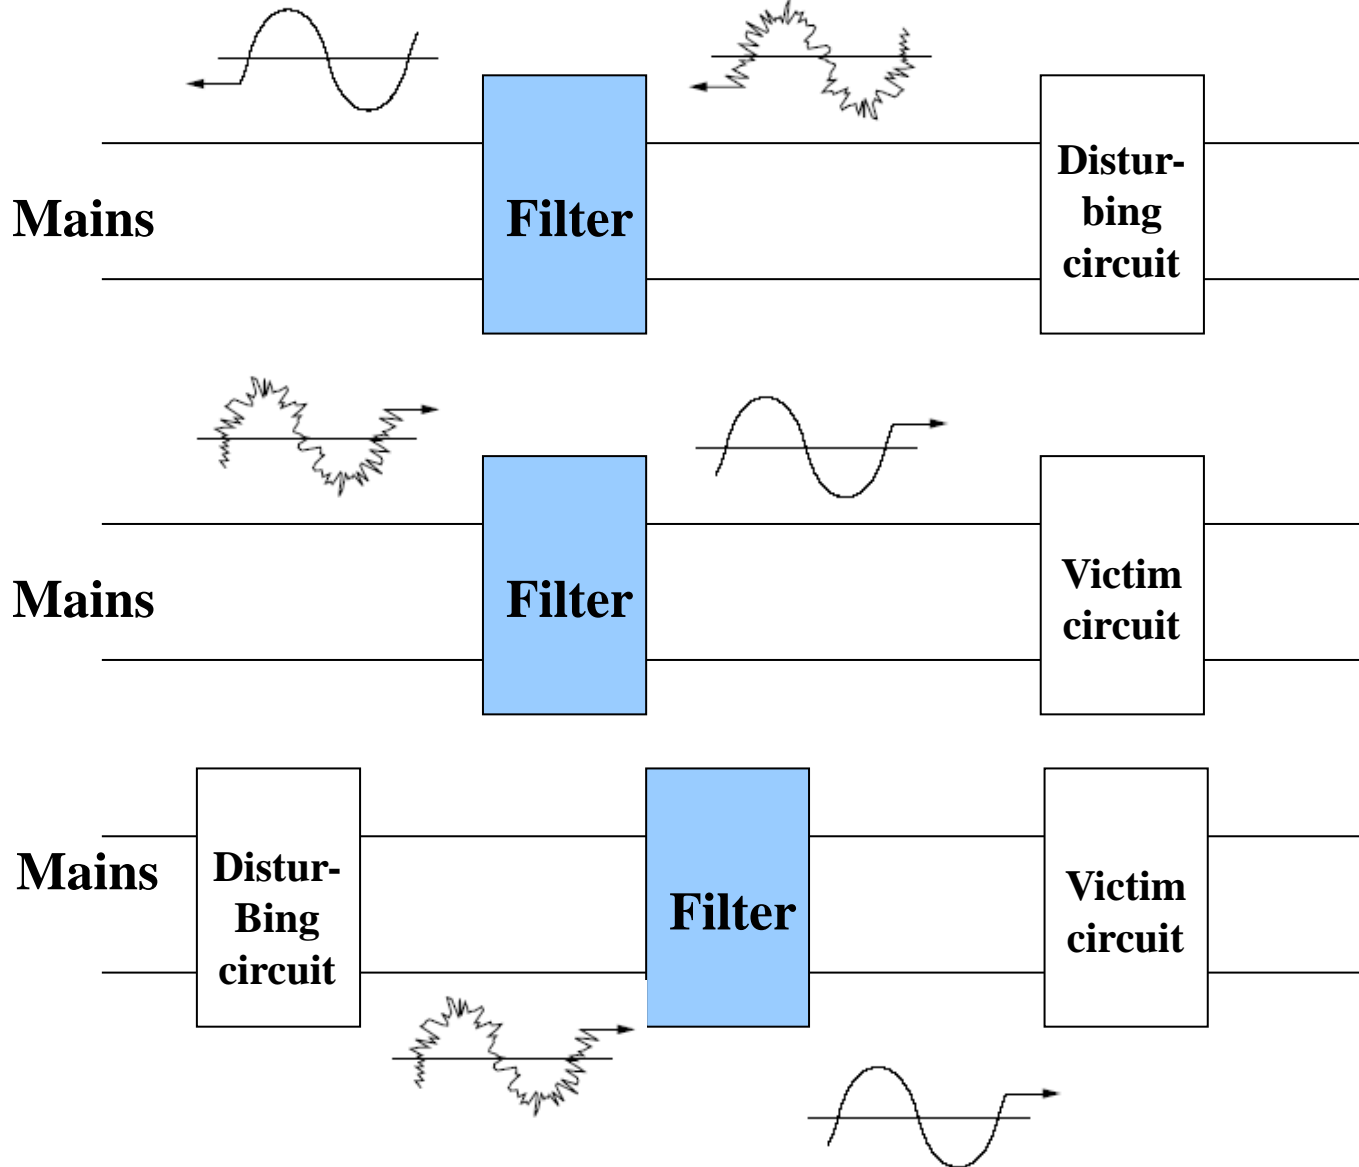 Mains
Filter
Distur-
bing
circuit
Mains
Filter
Victim
circuit
Mains
Distur-
Bing
circuit
Filter
Victim
circuit